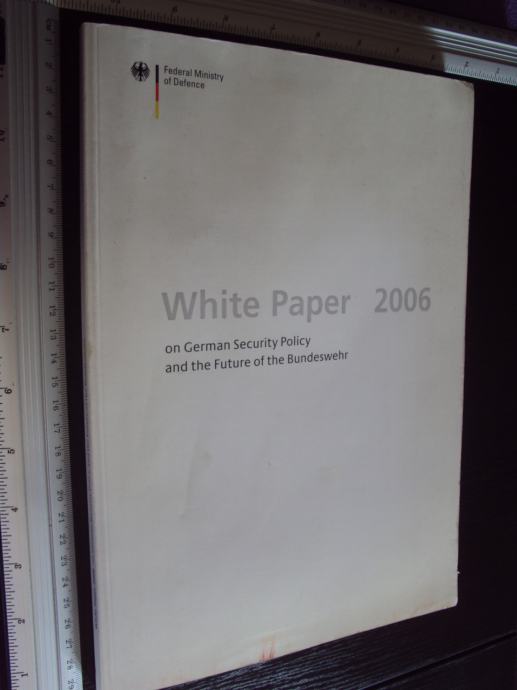 Federal Ministry
of Defence
White Paper 2006
on German Security Policy
and the Future of the Bundeswehr